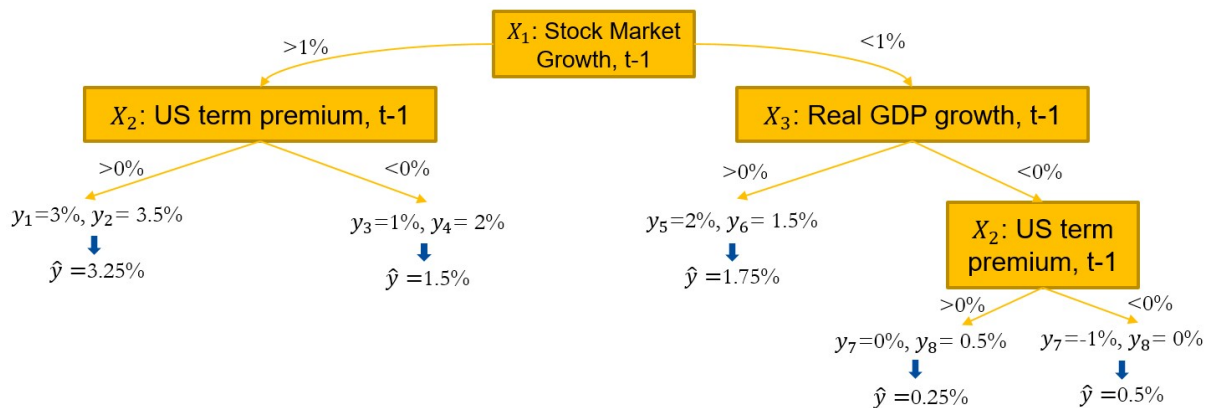 X₁: Stock Market
Growth, t-1
>1%
<1%
X₂: US term premium, t-1
X₃: Real GDP growth, t-1
>0%
<0%
>0%
<0%
y₁=3%, y₂= 3.5%
y₃=1%, y₄= 2%
y₅=2%, y₆= 1.5%
X₂: US term
premium, t-1
ŷ =3.25%
ŷ =1.5%
ŷ =1.75%
>0%
<0%
y₇=0%, y₈= 0.5%
y₇=-1%, y₈= 0%
ŷ =0.25%
ŷ =0.5%